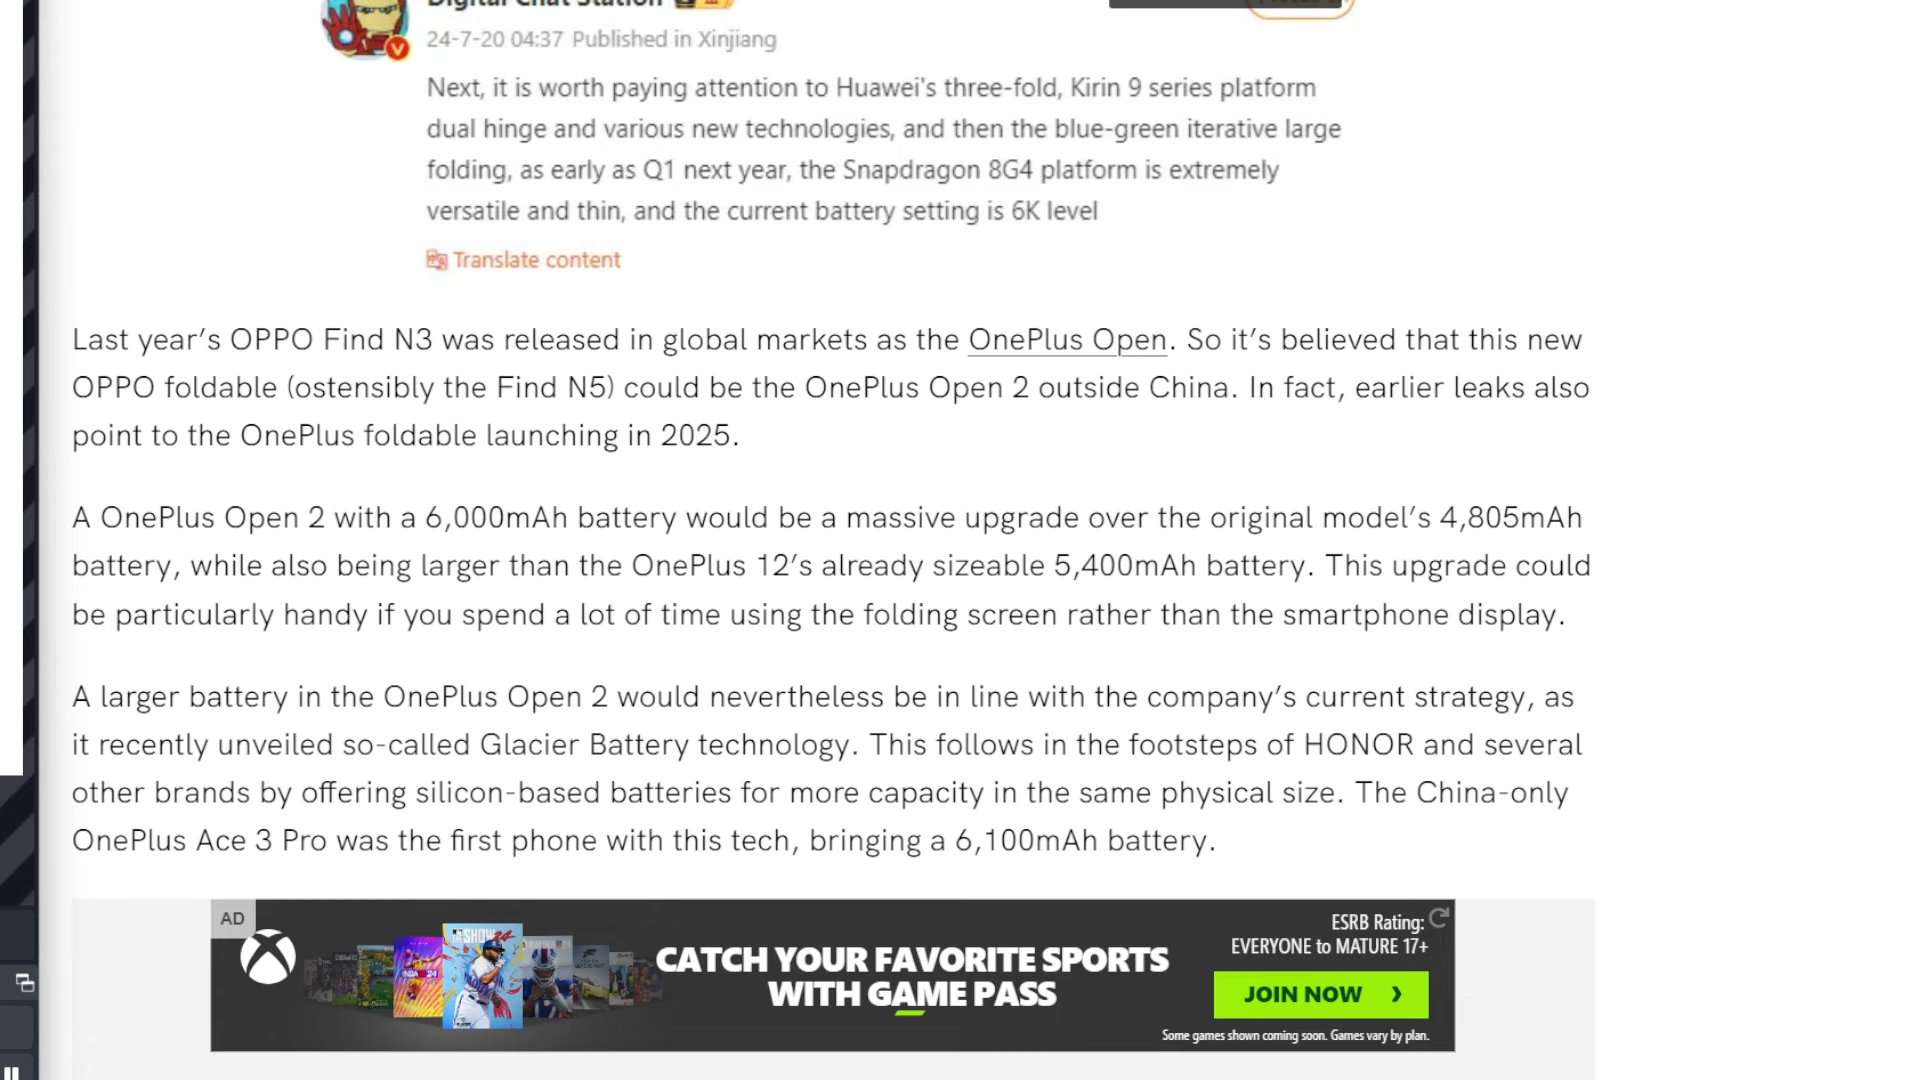 Digital Chat Station
24-7-20 04:37 Published in Xinjiang
Next, it is worth paying attention to Huawei's three-fold, Kirin 9 series platform
dual hinge and various new technologies, and then the blue-green iterative large
folding, as early as Q1 next year, the Snapdragon 8G4 platform is extremely
versatile and thin, and the current battery setting is 6K level
Translate content
Last year’s OPPO Find N3 was released in global markets as the OnePlus Open. So it’s believed that this new
OPPO foldable (ostensibly the Find N5) could be the OnePlus Open 2 outside China. In fact, earlier leaks also
point to the OnePlus foldable launching in 2025.
A OnePlus Open 2 with a 6,000mAh battery would be a massive upgrade over the original model’s 4,805mAh
battery, while also being larger than the OnePlus 12’s already sizeable 5,400mAh battery. This upgrade could
be particularly handy if you spend a lot of time using the folding screen rather than the smartphone display.
A larger battery in the OnePlus Open 2 would nevertheless be in line with the company’s current strategy, as
it recently unveiled so-called Glacier Battery technology. This follows in the footsteps of HONOR and several
other brands by offering silicon-based batteries for more capacity in the same physical size. The China-only
OnePlus Ace 3 Pro was the first phone with this tech, bringing a 6,100mAh battery.
AD
THE SHOW 24
NBA 2K24
CATCH YOUR FAVORITE SPORTS
WITH GAME PASS
ESRB Rating:
EVERYONE to MATURE 17+
JOIN NOW
Some games shown coming soon. Games vary by plan.